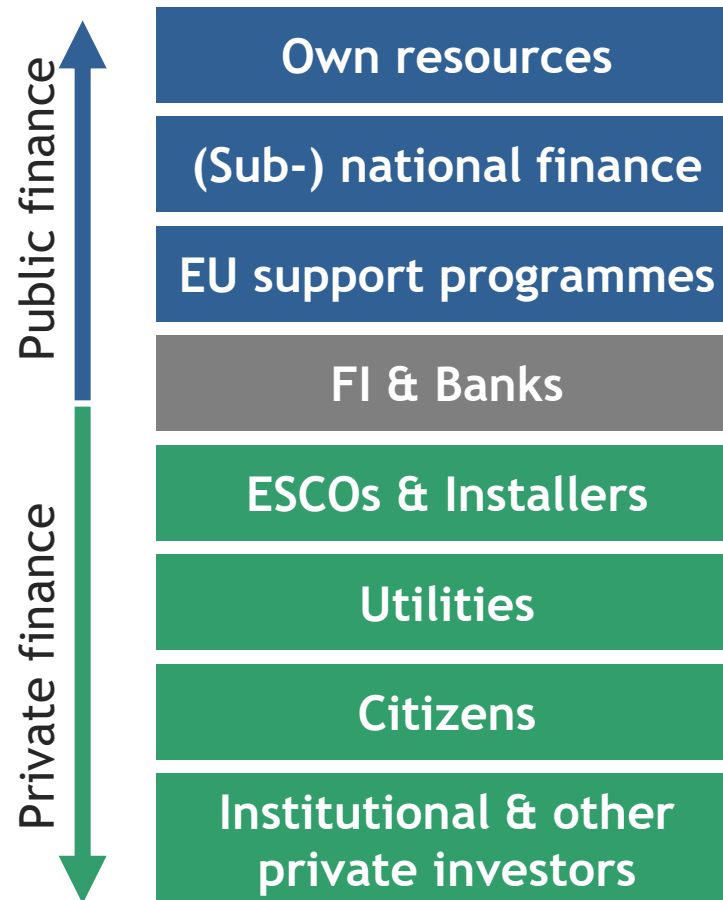 Public finance
Own resources
(Sub-) national finance
EU support programmes
FI & Banks
Private finance
ESCOs & Installers
Utilities
Citizens
Institutional & other
private investors